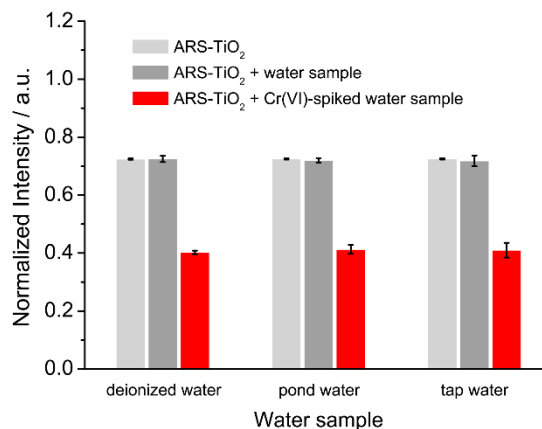 ARS-TiO₂
ARS-TiO₂ + water sample
ARS-TiO₂ + Cr(VI)-spiked water sample
Normalized Intensity / a.u.
1.2
1.0
0.8
0.6
0.4
0.2
0.0
deionized water pond water tap water
Water sample